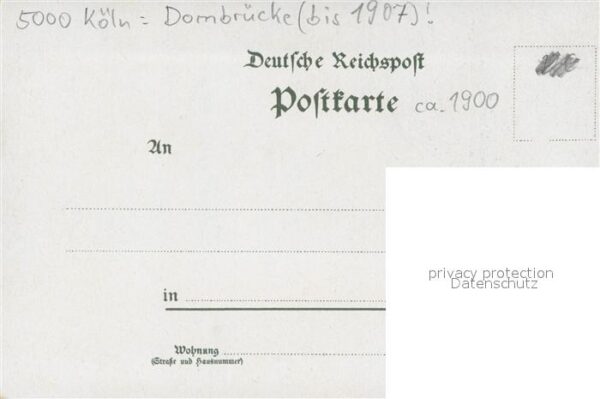 5000 Köln = Dombrücke (bis 1907)!
Deutsche Reichspost
Postkarte ca. 1900
An
in
Wohnung
(Straße und Hausnummer)
privacy protection
Datenschutz